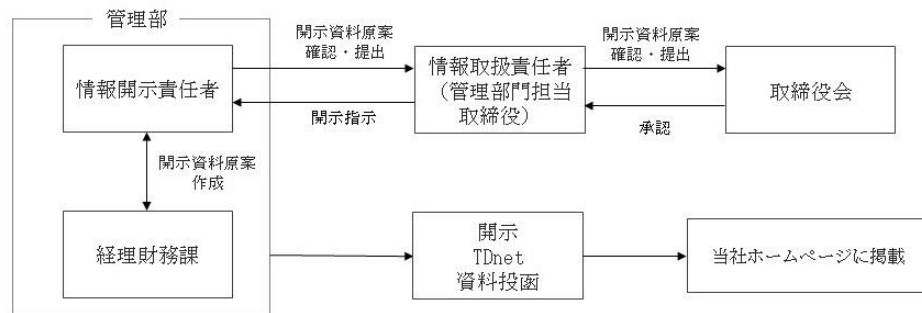 管理部
開示資料原案
確認・提出
開示資料原案
確認・提出
情報開示責任者
情報取扱責任者
(管理部門担当
取締役)
取締役会
開示指示
承認
開示資料原案
作成
経理財務課
開示
TDnet
資料投函
当社ホームページに掲載